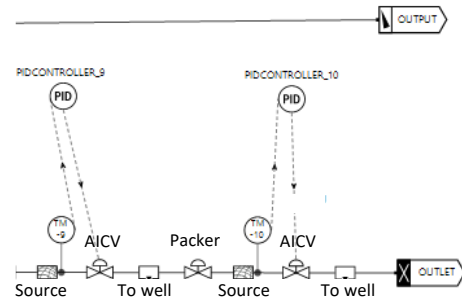 OUTPUT
PIDCONTROLLER_9
PIDCONTROLLER_10
PID
PID
TM
-9
TM
-10
AICV
Packer
AICV
OUTLET
Source
To well
Source
To well